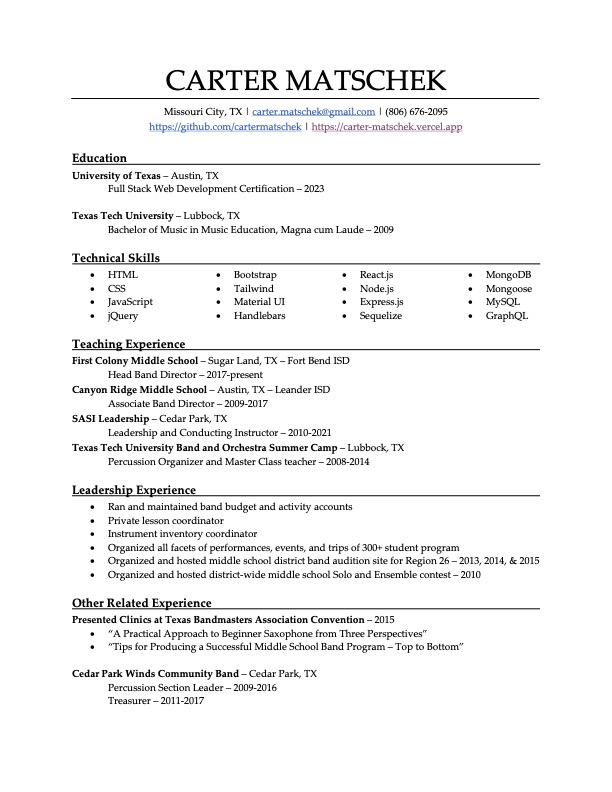 CARTER MATSCHEK
Missouri City, TX | carter.matschek@gmail.com | (806) 676-2095
https://github.com/cartermatschek | https://carter-matschek.vercel.app
Education
University of Texas – Austin, TX
Full Stack Web Development Certification – 2023
Texas Tech University – Lubbock, TX
Bachelor of Music in Music Education, Magna cum Laude – 2009
Technical Skills
• HTML • Bootstrap • React.js • MongoDB
• CSS • Tailwind • Node.js • Mongoose
• JavaScript • Material UI • Express.js • MySQL
• jQuery • Handlebars • Sequelize • GraphQL
Teaching Experience
First Colony Middle School – Sugar Land, TX – Fort Bend ISD
Head Band Director – 2017-present
Canyon Ridge Middle School – Austin, TX – Leander ISD
Associate Band Director – 2009-2017
SASI Leadership – Cedar Park, TX
Leadership and Conducting Instructor – 2010-2021
Texas Tech University Band and Orchestra Summer Camp – Lubbock, TX
Percussion Organizer and Master Class teacher – 2008-2014
Leadership Experience
• Ran and maintained band budget and activity accounts
• Private lesson coordinator
• Instrument inventory coordinator
• Organized all facets of performances, events, and trips of 300+ student program
• Organized and hosted middle school district band audition site for Region 26 – 2013, 2014, & 2015
• Organized and hosted district-wide middle school Solo and Ensemble contest – 2010
Other Related Experience
Presented Clinics at Texas Bandmasters Association Convention – 2015
• “A Practical Approach to Beginner Saxophone from Three Perspectives”
• “Tips for Producing a Successful Middle School Band Program – Top to Bottom”
Cedar Park Winds Community Band – Cedar Park, TX
Percussion Section Leader – 2009-2016
Treasurer – 2011-2017